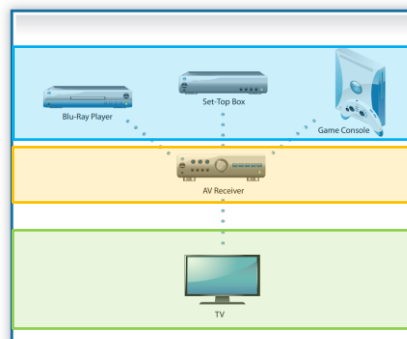 Set-Top Box
Blu-Ray Player
Game Console
AV Receiver
TV